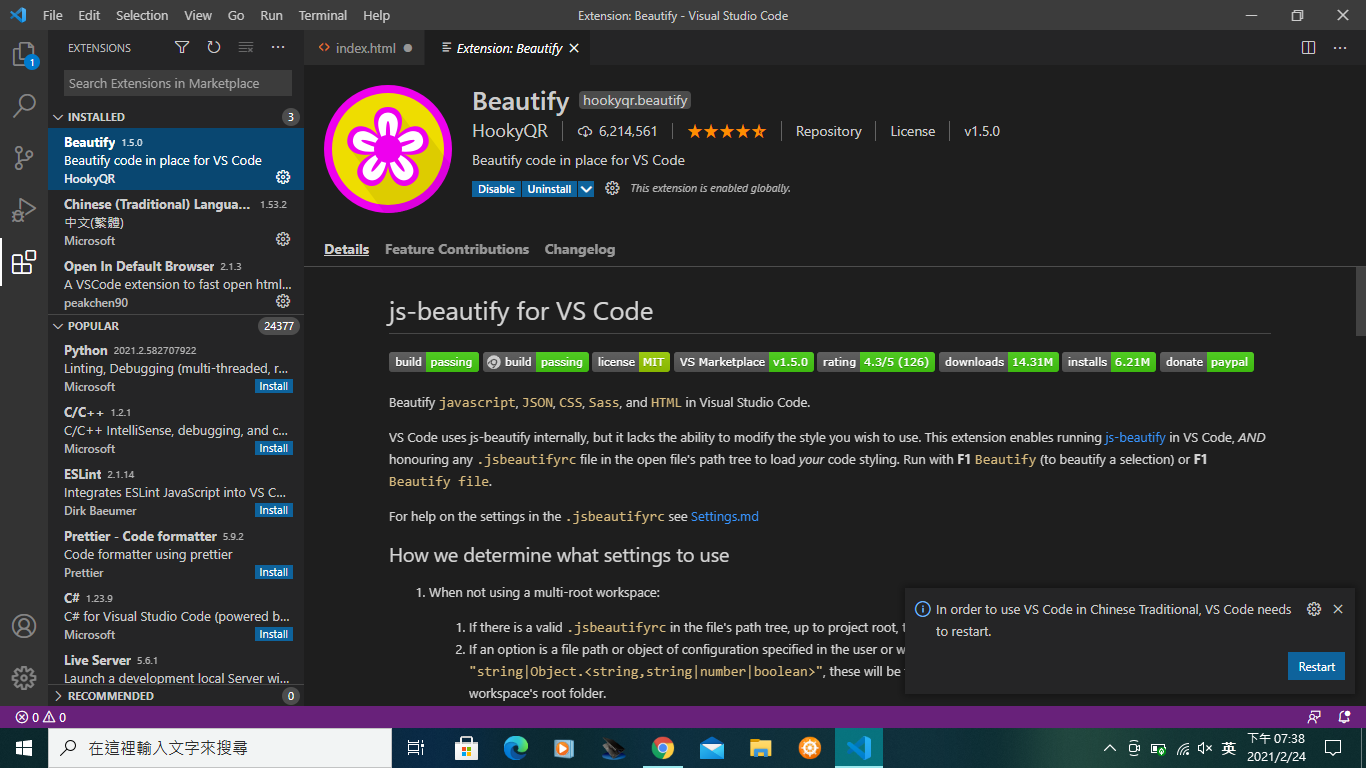 File Edit Selection View Go Run Terminal Help
Extension: Beautify - Visual Studio Code
EXTENSIONS
index.html
Extension: Beautify
1
Search Extensions in Marketplace
INSTALLED 3
Beautify 1.5.0
Beautify code in place for VS Code
HookyQR
Chinese (Traditional) Langua... 1.53.2
中文(繁體)
Microsoft
Open In Default Browser 2.1.3
A VSCode extension to fast open html...
peakchen90
POPULAR 24377
Python 2021.2.582707922
Linting, Debugging (multi-threaded, r...
Microsoft Install
C/C++ 1.2.1
C/C++ IntelliSense, debugging, and c...
Microsoft Install
ESLint 2.1.14
Integrates ESLint JavaScript into VS C...
Dirk Baeumer Install
Prettier - Code formatter 5.9.2
Code formatter using prettier
Prettier Install
C# 1.23.9
C# for Visual Studio Code (powered b...
Microsoft Install
Live Server 5.6.1
Launch a development local Server wi...
RECOMMENDED 0
Beautify hookyqr.beautify
HookyQR 6,214,561 Repository License v1.5.0
Beautify code in place for VS Code
Disable Uninstall This extension is enabled globally.
Details Feature Contributions Changelog
js-beautify for VS Code
build passing build passing license MIT VS Marketplace v1.5.0 rating 4.3/5 (126) downloads 14.31M installs 6.21M donate paypal
Beautify javascript, JSON, CSS, Sass, and HTML in Visual Studio Code.
VS Code uses js-beautify internally, but it lacks the ability to modify the style you wish to use. This extension enables running js-beautify in VS Code, AND
honouring any .jsbeautifyrc file in the open file's path tree to load your code styling. Run with F1 Beautify (to beautify a selection) or F1
Beautify file.
For help on the settings in the .jsbeautifyrc see Settings.md
How we determine what settings to use
1. When not using a multi-root workspace:
1. If there is a valid .jsbeautifyrc in the file's path tree, up to project root,
2. If an option is a file path or object of configuration specified in the user or
"string|Object.<string,string|number|boolean>", these will be
workspace's root folder.
In order to use VS Code in Chinese Traditional, VS Code needs
to restart.
Restart
0 0
在這裡輸入文字來搜尋
英
下午 07:38
2021/2/24